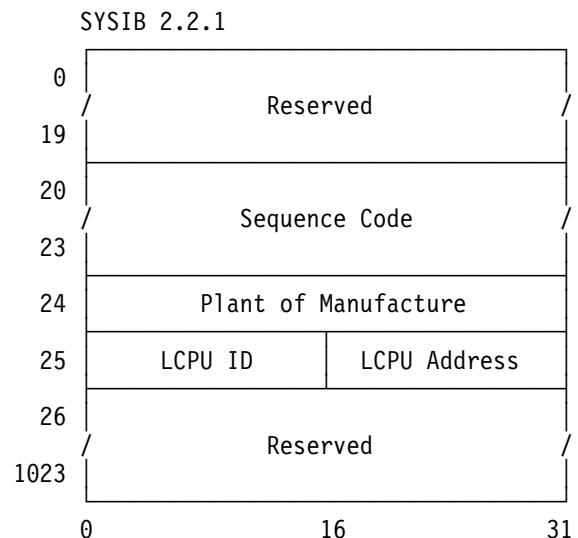 SYSIB 2.2.1
0
/ Reserved /
19
20
/ Sequence Code /
23
24 Plant of Manufacture
25 LCPU ID LCPU Address
26
/ Reserved /
1023
0 16 31